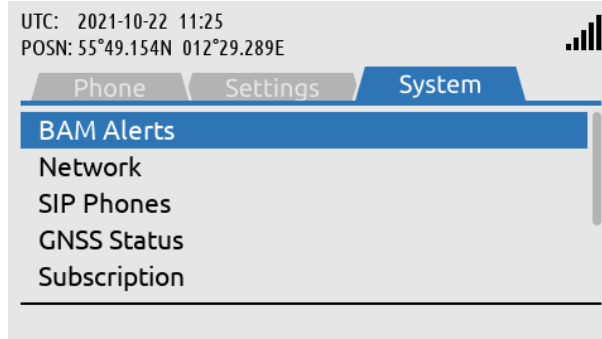 UTC: 2021-10-22 11:25
POSN: 55°49.154N 012°29.289E
Phone Settings System
BAM Alerts
Network
SIP Phones
GNSS Status
Subscription